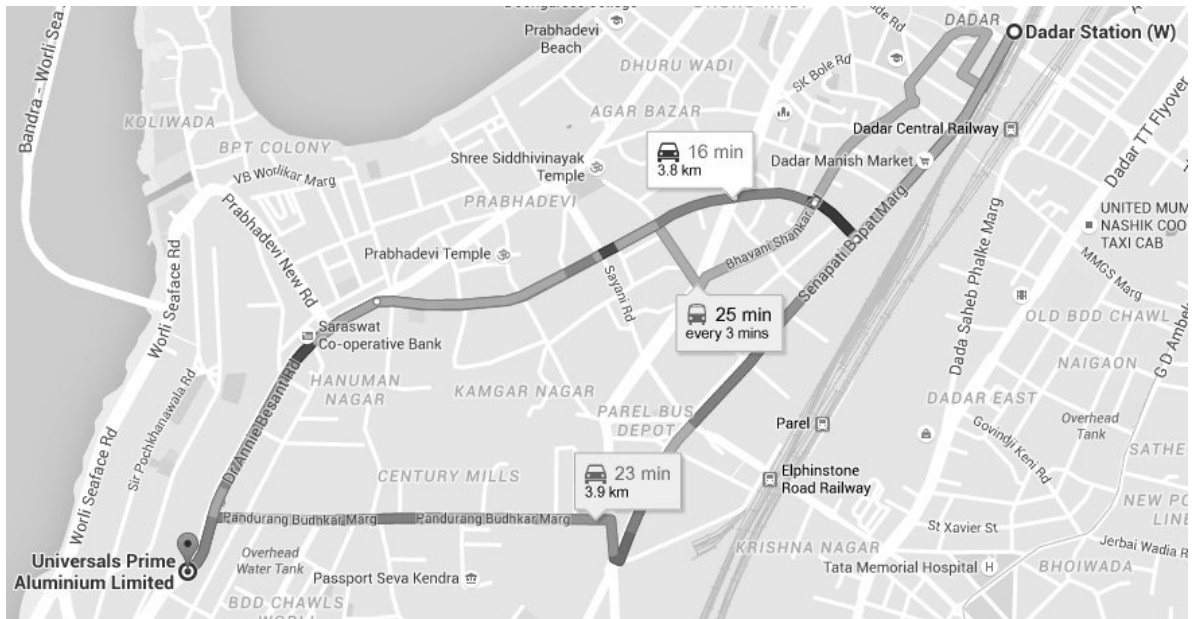 Prabhadevi
Beach
DADAR
Dadar Station (W)
DHURU WADI
SK Bole Rd
KOLIWADA
AGAR BAZAR
Dadar Central Railway
Dadar TT Flyover
Bandra - Worli Sea
BPT COLONY
16 min
3.8 km
Shree Siddhivinayak
Temple
Dadar Manish Market
VB Worlikar Marg
PRABHADEVI
UNITED MUM
NASHIK COO
TAXI CAB
Prabhadevi New Rd
Prabhadevi Temple
Bhavani Shankar
Senapati Bapat Marg
Dada Saheb Phalke Marg
MMGS Marg
Worli Seaface Rd
Sayani Rd
25 min
every 3 mins
OLD BDD CHAWL
Saraswat
Co-operative Bank
NAIGAON
G D Ambek
HANUMAN
NAGAR
KAMGAR NAGAR
DADAR EAST
Sir Pochkhanawala Rd
Dr Annie Besant Rd
PAREL BUS
DEPOT
Parel
Govindji Keni Rd
Overhead
Tank
SATHE
CENTURY MILLS
23 min
3.9 km
Elphinstone
Road Railway
NEW PO
LINE
Worli Seaface Rd
Pandurang Budhkar Marg
Pandurang Budhkar Marg
St Xavier St
KRISHNA NAGAR
Jerbai Wadia R
Universals Prime
Aluminium Limited
Overhead
Water Tank
Passport Seva Kendra
Tata Memorial Hospital
H
BHOIWADA
BDD CHAWLS
WORLI